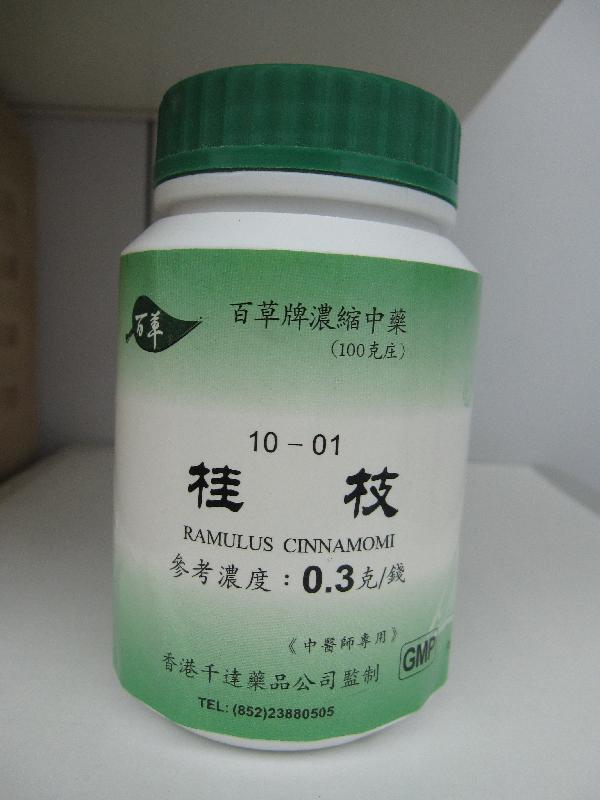 百草
百草牌濃縮中藥
(100克庄)
10-01
桂 枝
RAMULUS CINNAMOMI
參考濃度：0.3克/錢
《中醫師專用》
GMP
香港千達藥品公司監制
TEL: (852)23880505